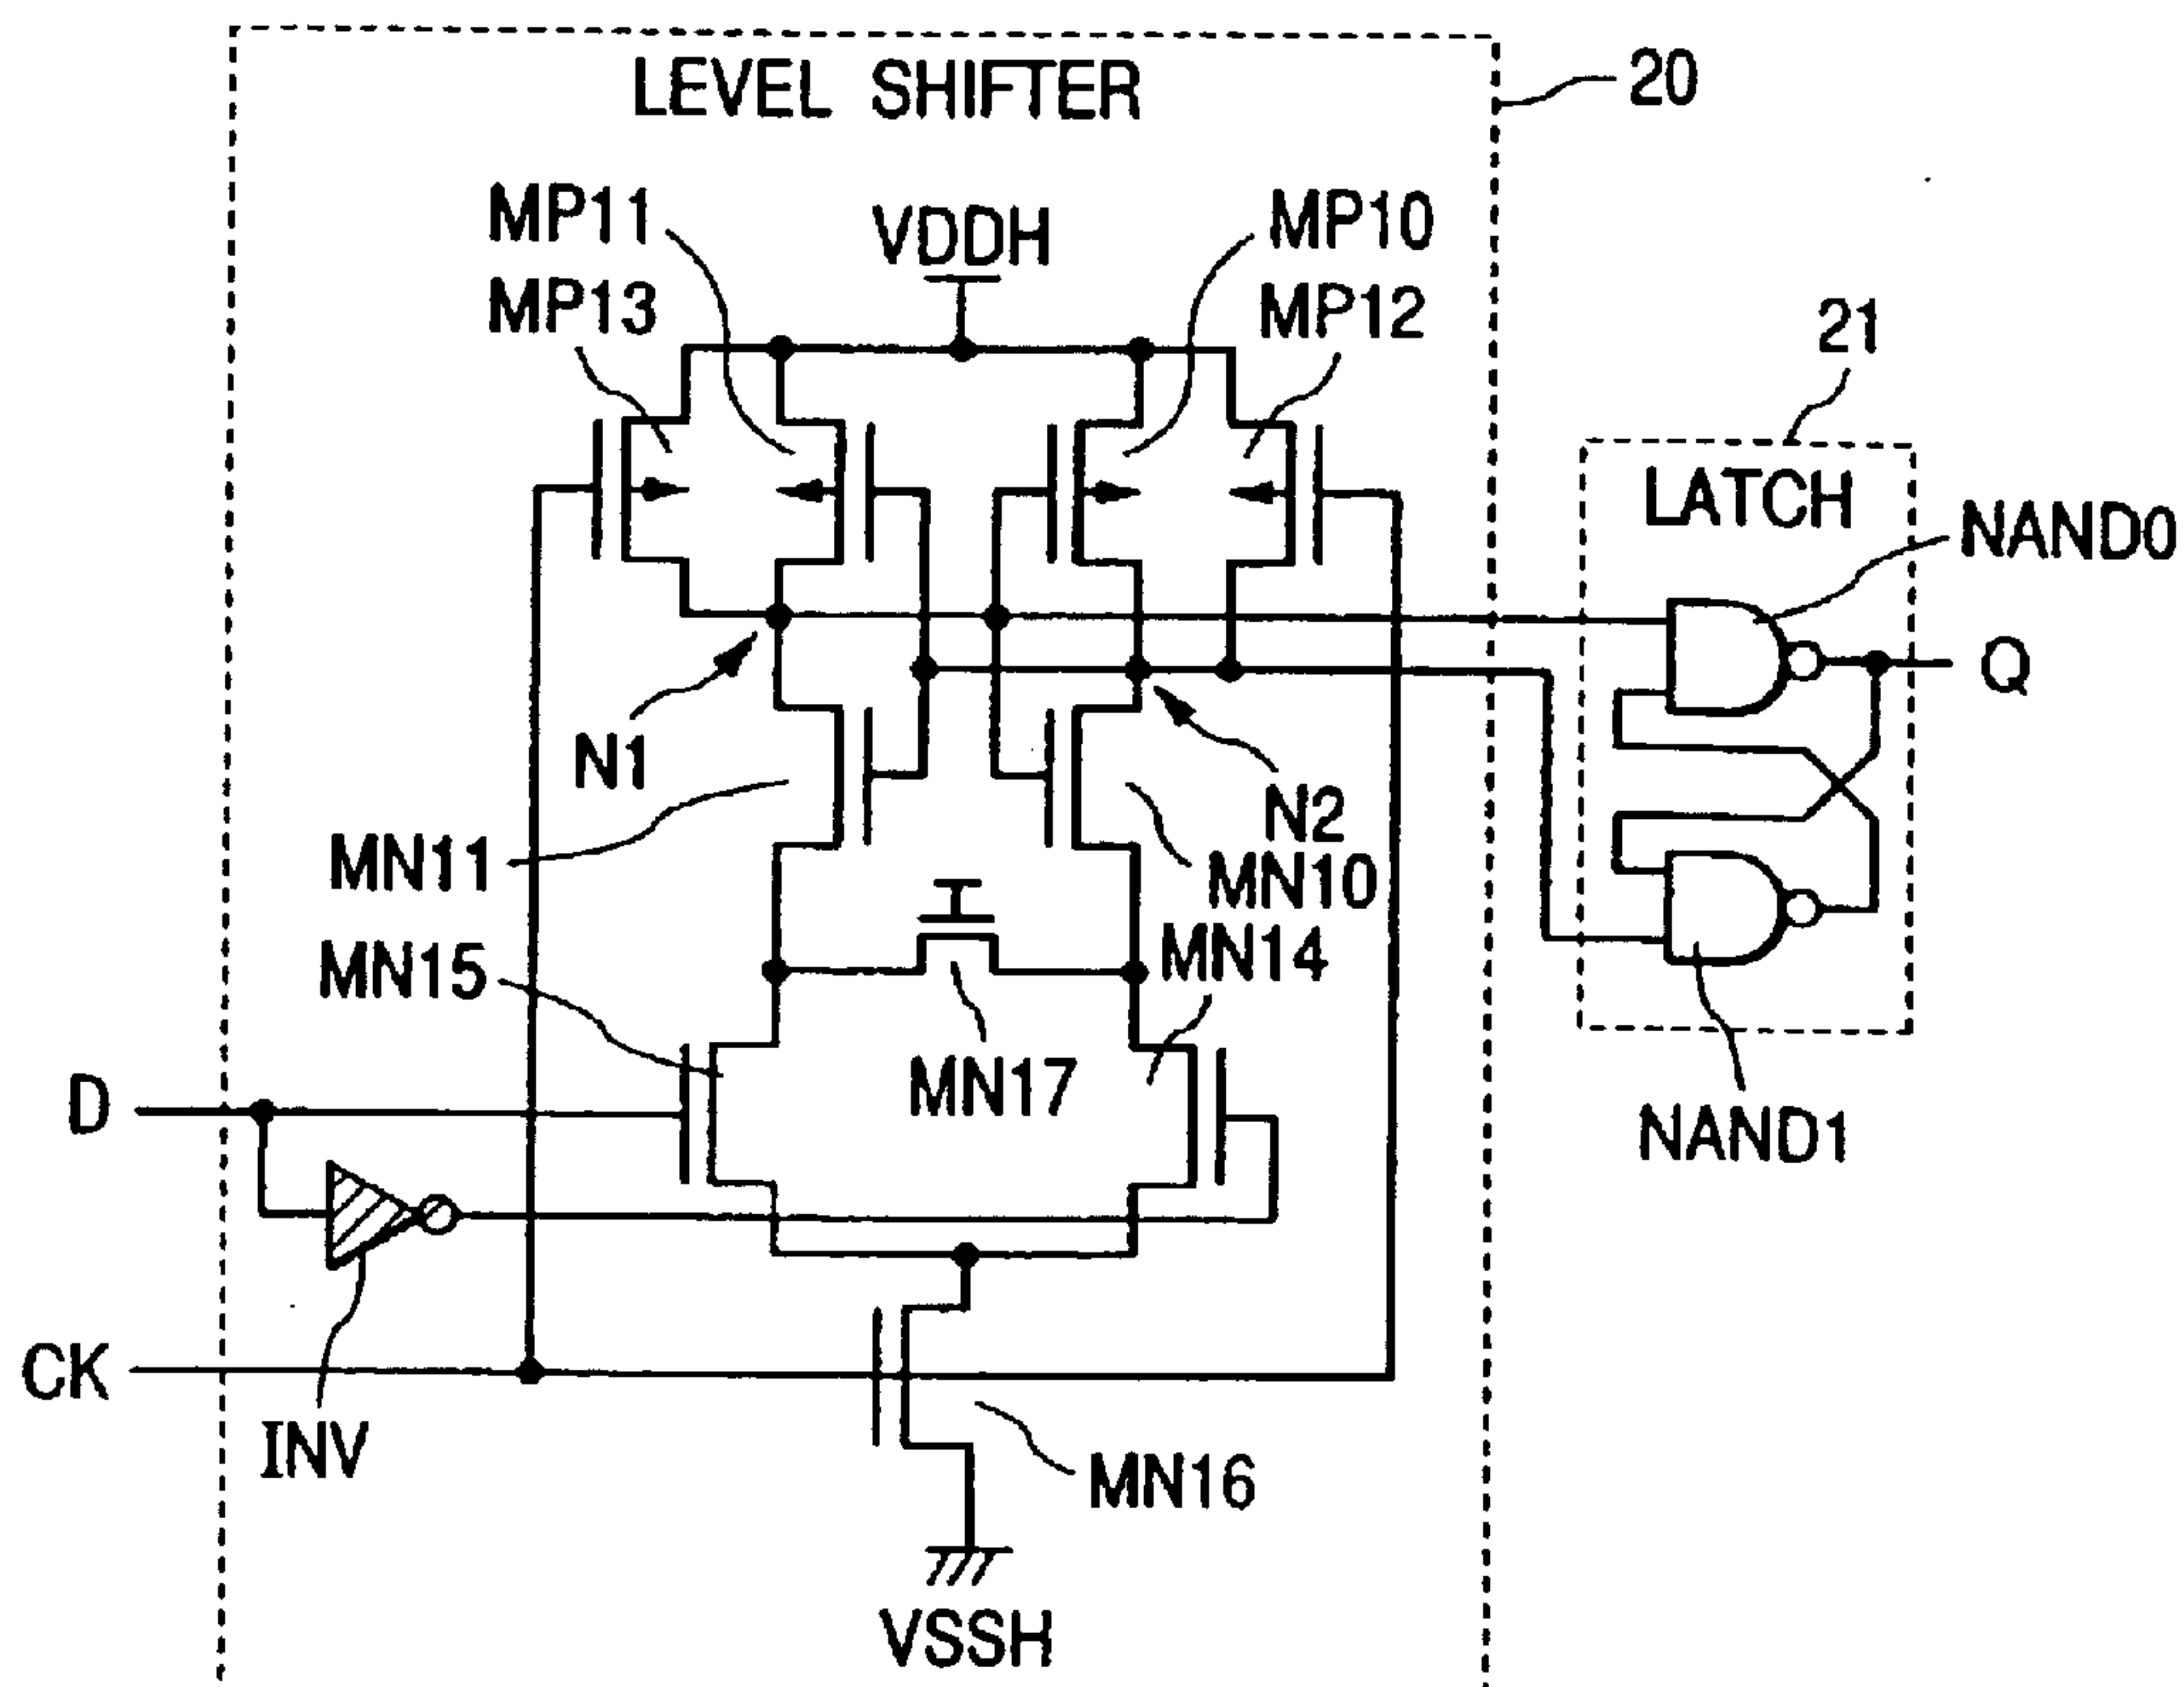 LEVEL SHIFTER
20
MP11
VDDH
MP10
MP13
MP12
21
LATCH
NAND0
Q
N1
N2
MN11
MN10
MN15
MN14
MN17
D
NAND1
CK
INV
MN16
VSSH